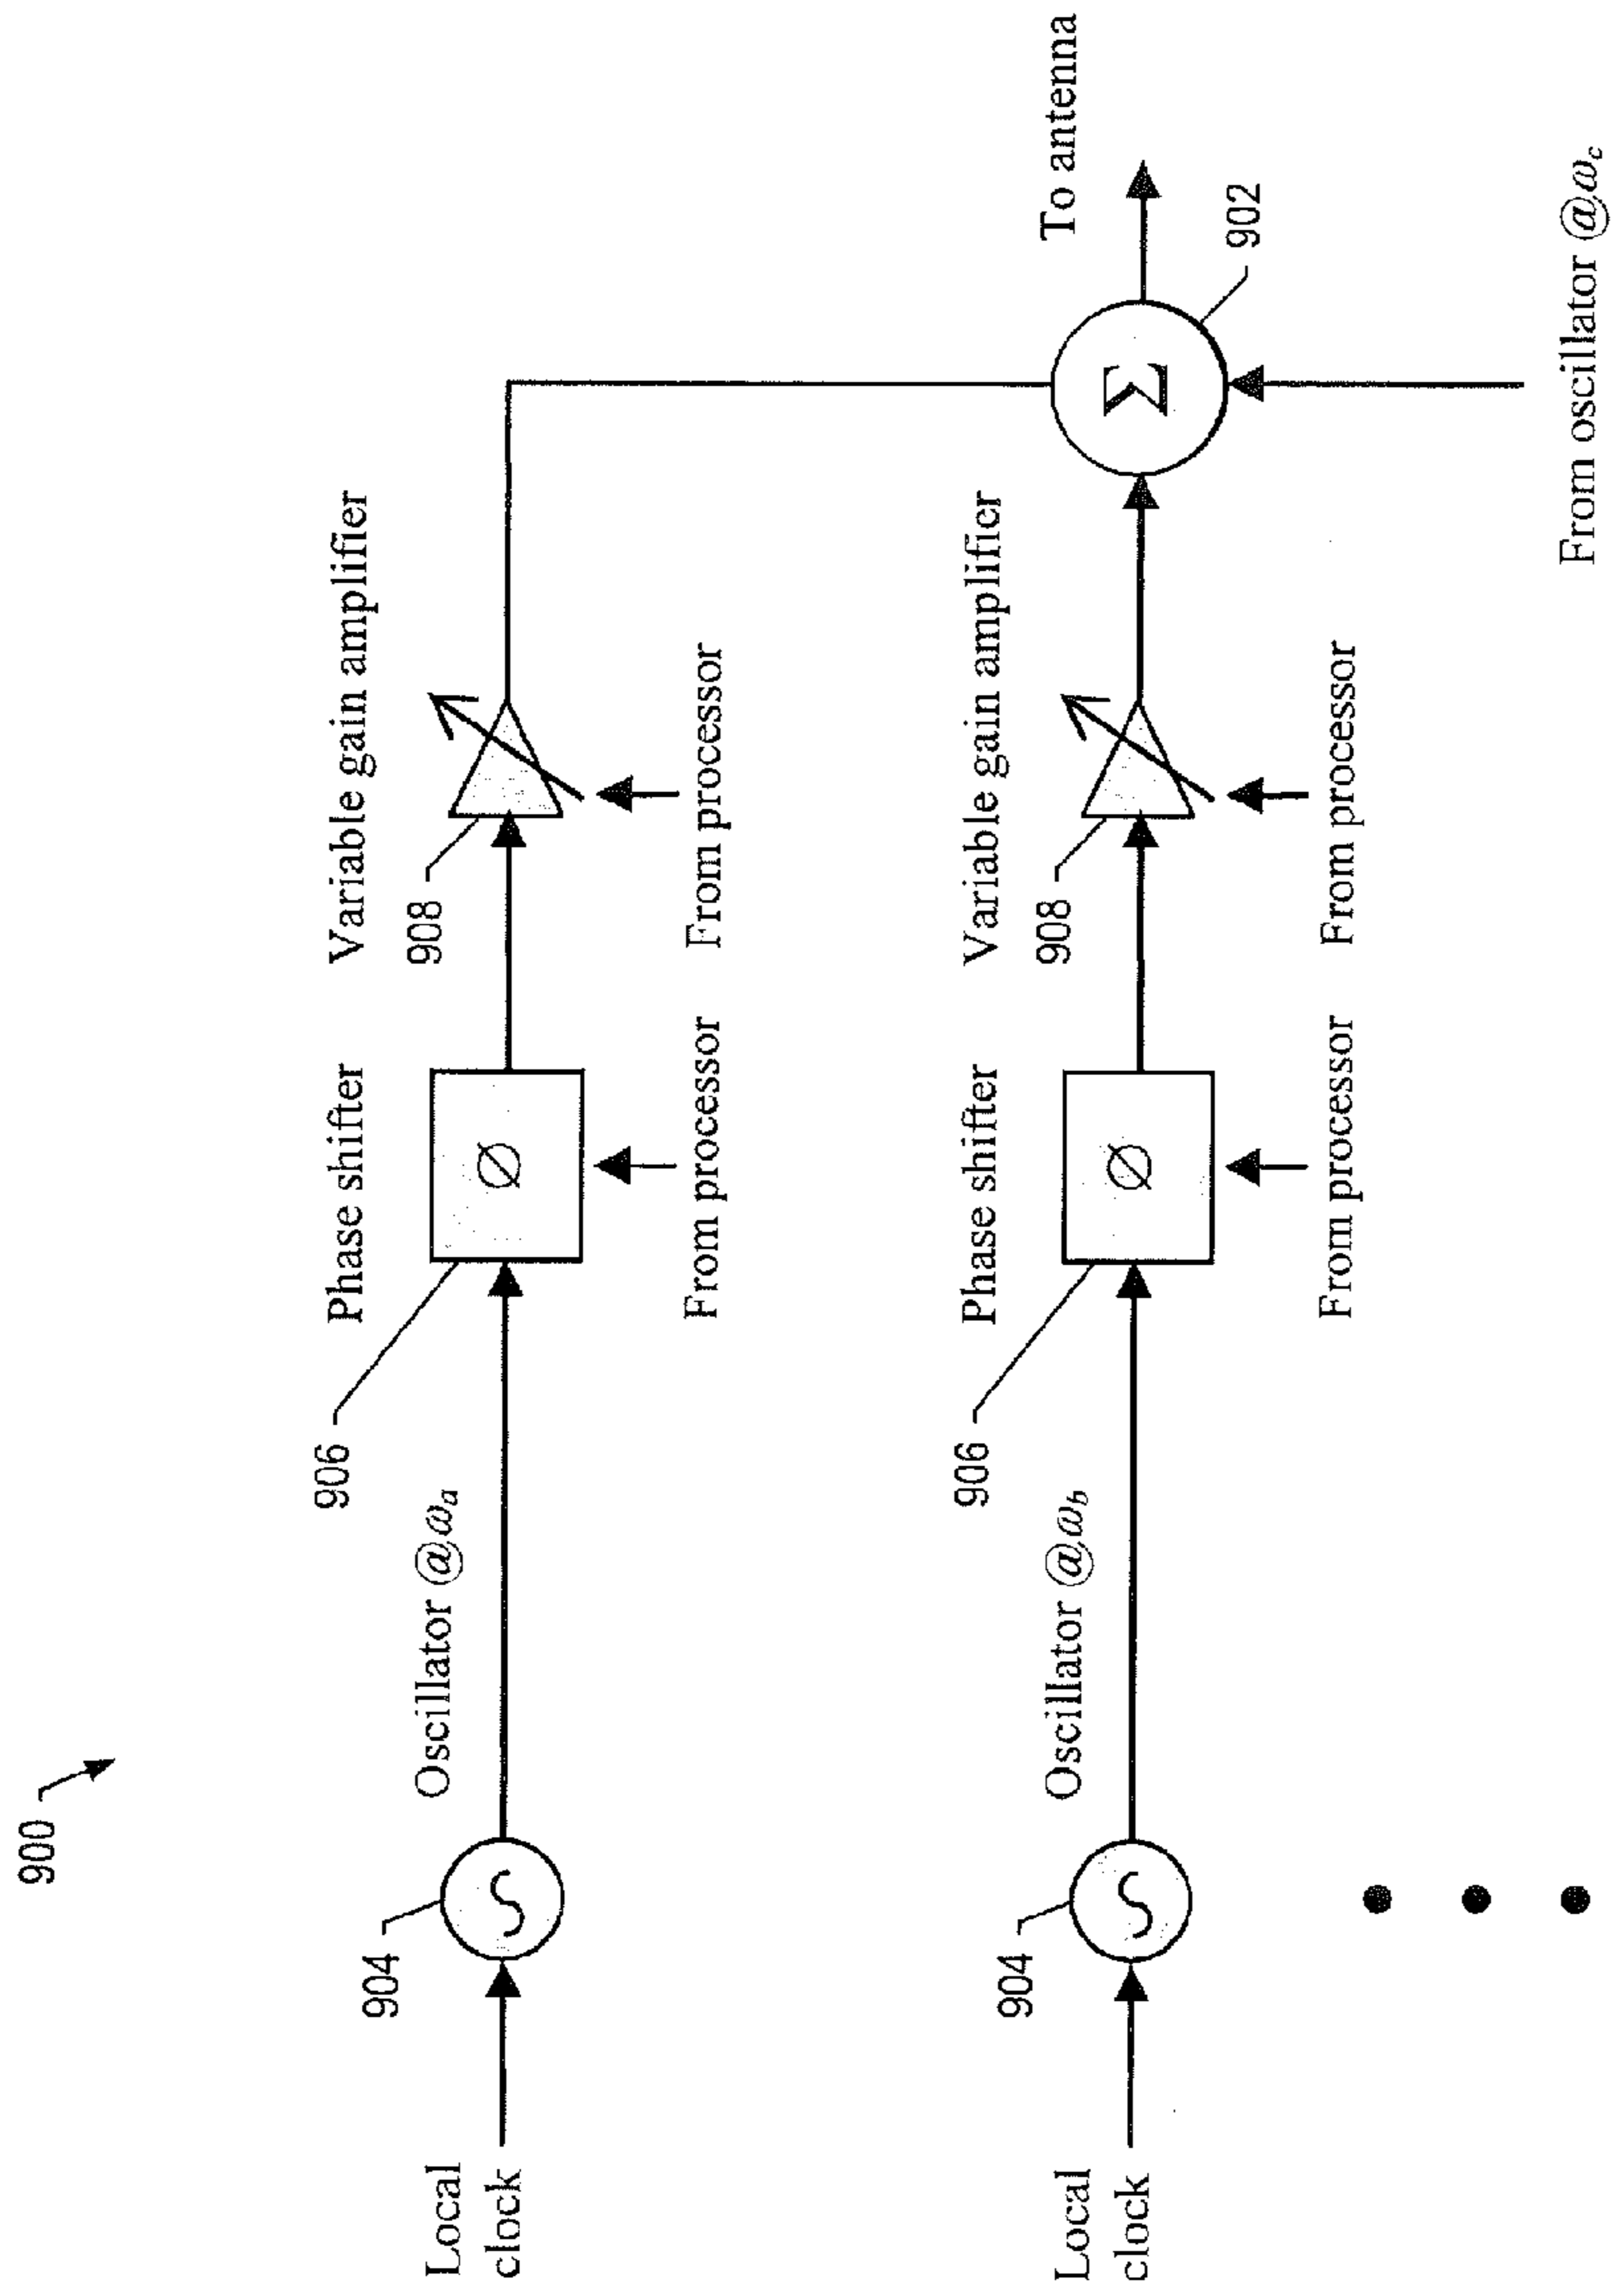 900
Local
clock
904
Oscillator @ωa
906
Phase shifter
Ø
From processor
Variable gain amplifier
908
From processor
Local
clock
904
Oscillator @ωb
906
Phase shifter
Ø
From processor
Variable gain amplifier
908
From processor
Σ
902
To antenna
From oscillator @ωc